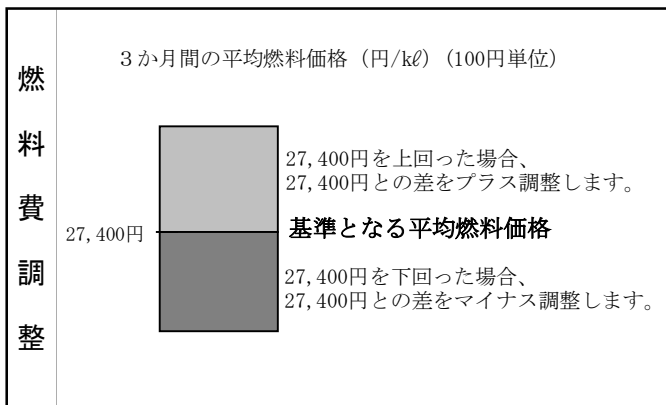 燃料費調整
３か月間の平均燃料価格（円/kℓ）（100円単位）
27,400円を上回った場合、
27,400円との差をプラス調整します。
27,400円
基準となる平均燃料価格
27,400円を下回った場合、
27,400円との差をマイナス調整します。